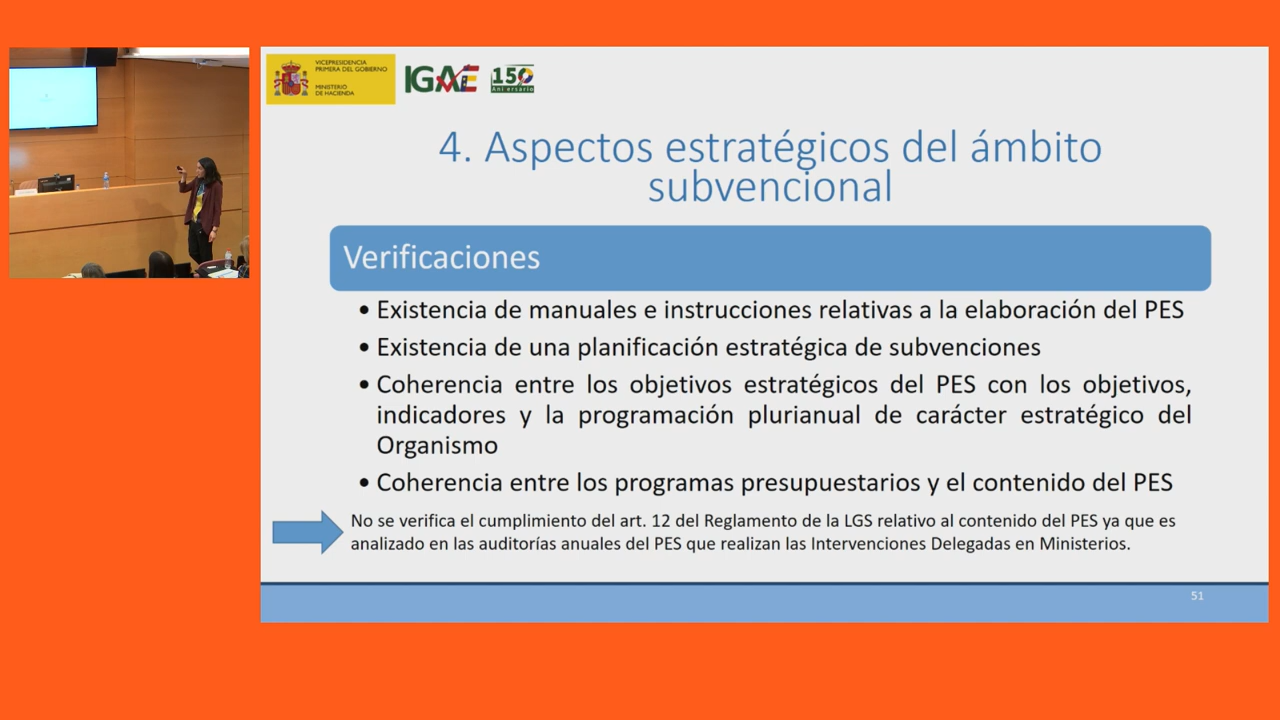 VICEPRESIDENCIA
PRIMERA DEL GOBIERNO
MINISTERIO
DE HACIENDA
IGAE
150
Aniversario
4. Aspectos estratégicos del ámbito
subvencional
Verificaciones
• Existencia de manuales e instrucciones relativas a la elaboración del PES
• Existencia de una planificación estratégica de subvenciones
• Coherencia entre los objetivos estratégicos del PES con los objetivos,
indicadores y la programación plurianual de carácter estratégico del
Organismo
• Coherencia entre los programas presupuestarios y el contenido del PES
No se verifica el cumplimiento del art. 12 del Reglamento de la LGS relativo al contenido del PES ya que es
analizado en las auditorías anuales del PES que realizan las Intervenciones Delegadas en Ministerios.
51